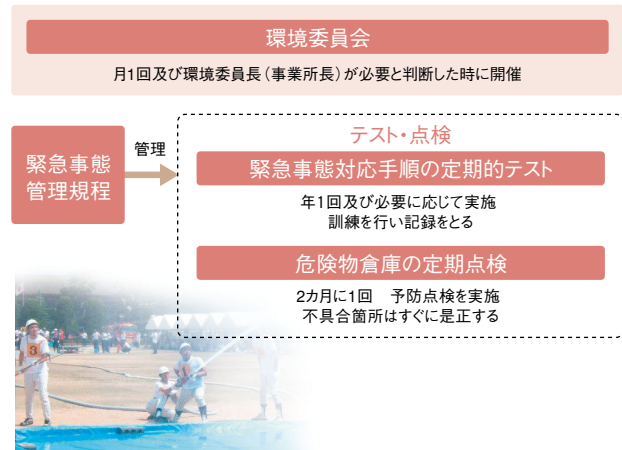 環境委員会
月1回及び環境委員長（事業所長）が必要と判断した時に開催
緊急事態
管理規程
管理
テスト・点検
緊急事態対応手順の定期的テスト
年1回及び必要に応じて実施
訓練を行い記録をとる
危険物倉庫の定期点検
2カ月に1回　予防点検を実施
不具合箇所はすぐに是正する
3
1